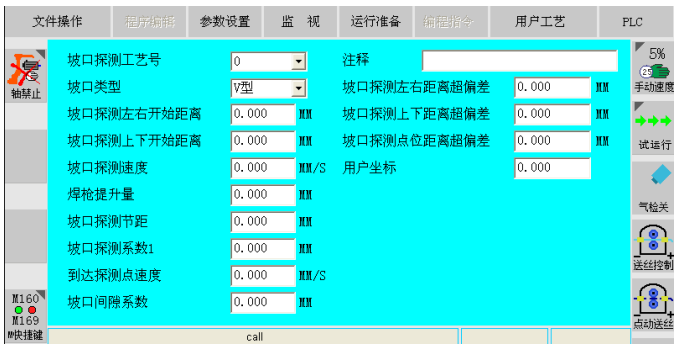 文件操作 程序编辑 参数设置 监 视 运行准备 编程指令 用户工艺 PLC
坡口探测工艺号 0 注释
坡口类型 V型 坡口探测左右距离超偏差 0.000 MM
坡口探测左右开始距离 0.000 MM 坡口探测上下距离超偏差 0.000 MM
坡口探测上下开始距离 0.000 MM 坡口探测点位距离超偏差 0.000 MM
坡口探测速度 0.000 MM/S 用户坐标 0.000
焊枪提升量 0.000 MM
坡口探测节距 0.000 MM
坡口探测系数1 0.000 MM
到达探测点速度 0.000 MM/S
坡口间隙系数 0.000 MM
call
轴禁止
M160
M169
M快捷键
5%
手动速度
试运行
气检关
送丝控制
点动送丝